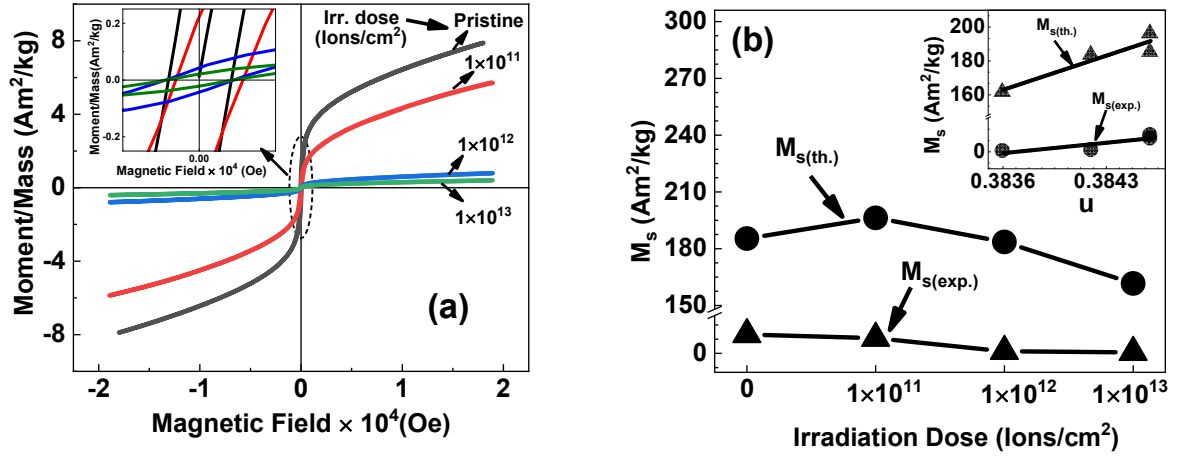 Irr. dose
(Ions/cm²)
Pristine
1×10¹¹
1×10¹²
1×10¹³
(a)
8
4
0
-4
-8
-2
-1
0
1
2
Moment/Mass (Am²/kg)
Magnetic Field × 10⁴(Oe)
0.2
0.0
-0.2
0.00
Moment/Mass(Am²/kg)
Magnetic Field × 10⁴ (Oe)
(b)
300
270
240
210
180
150
0
Mₛ (Am²/kg)
Mₛ(th.)
Mₛ(exp.)
0
1×10¹¹
1×10¹²
1×10¹³
Irradiation Dose (Ions/cm²)
200
180
160
0
Mₛ (Am²/kg)
Mₛ(th.)
Mₛ(exp.)
0.3836
0.3843
u